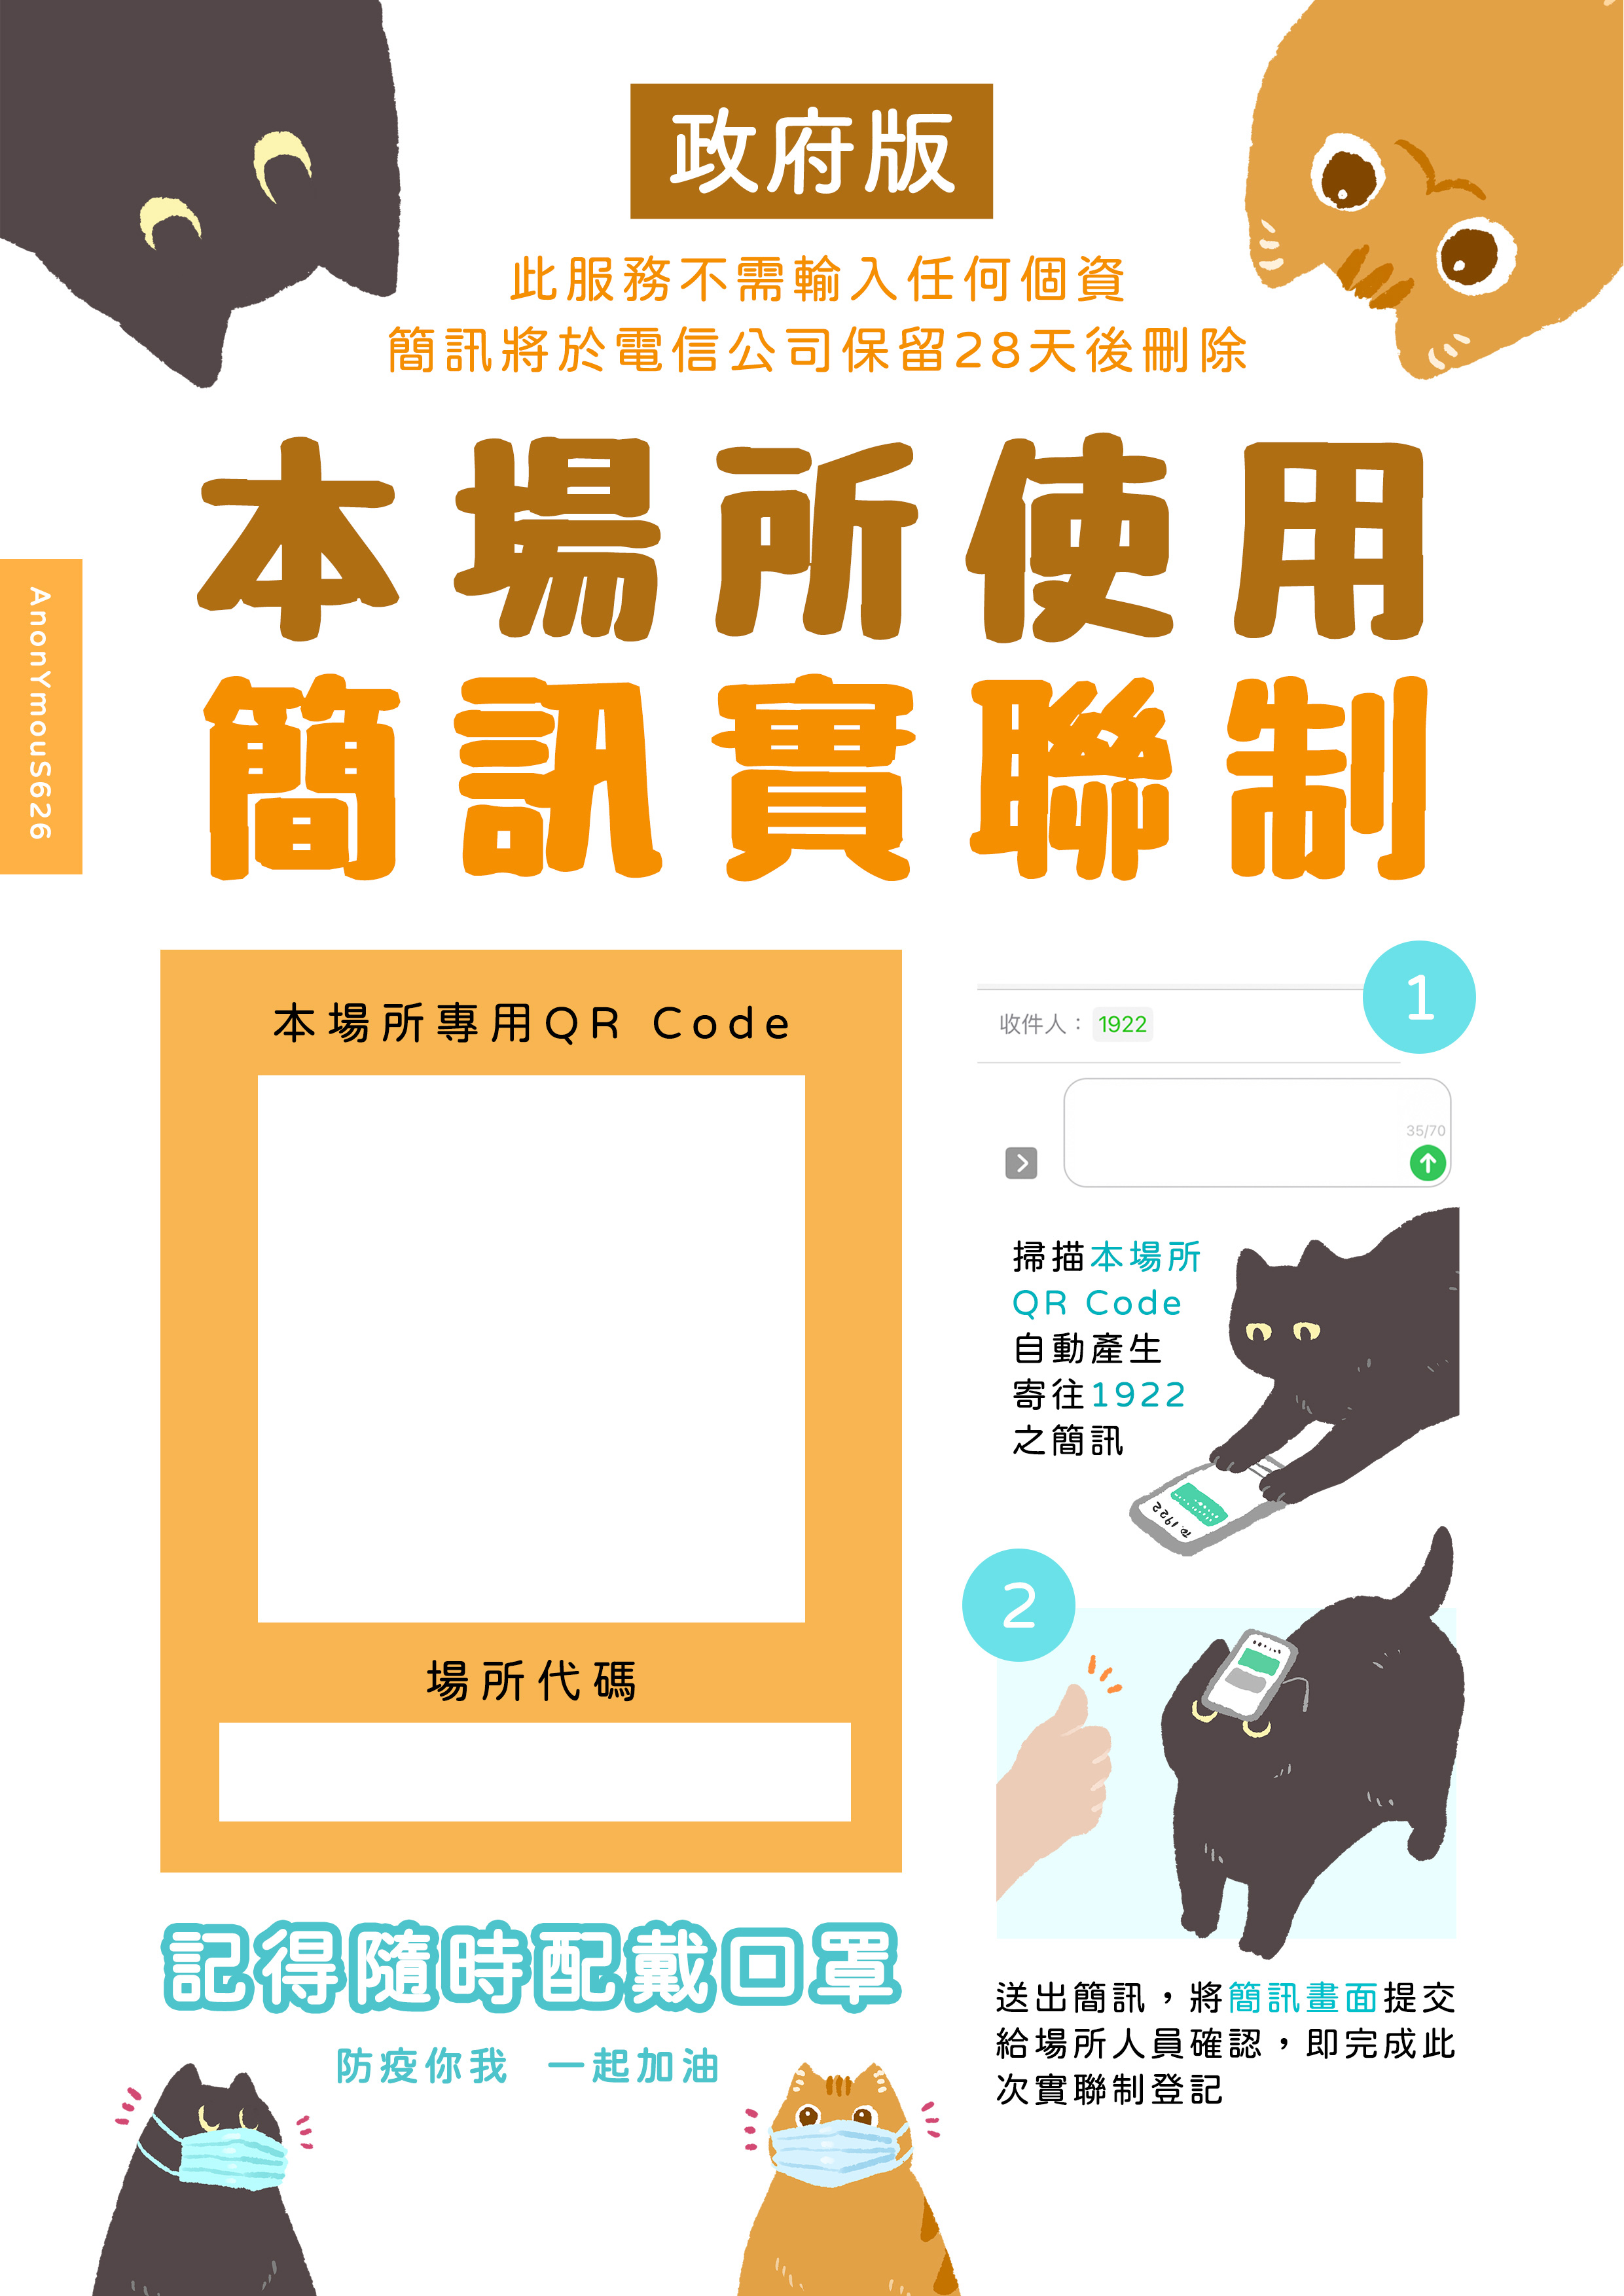 政府版
此服務不需輸入任何個資
簡訊將於電信公司保留28天後刪除
本場所使用
簡訊實聯制
AnonYmouS626
本場所專用QR Code
場所代碼
1
收件人：1922
35/70
掃描本場所
QR Code
自動產生
寄往1922
之簡訊
To. 1922
2
送出簡訊，將簡訊畫面提交
給場所人員確認，即完成此
次實聯制登記
記得隨時配戴口罩
防疫你我 一起加油